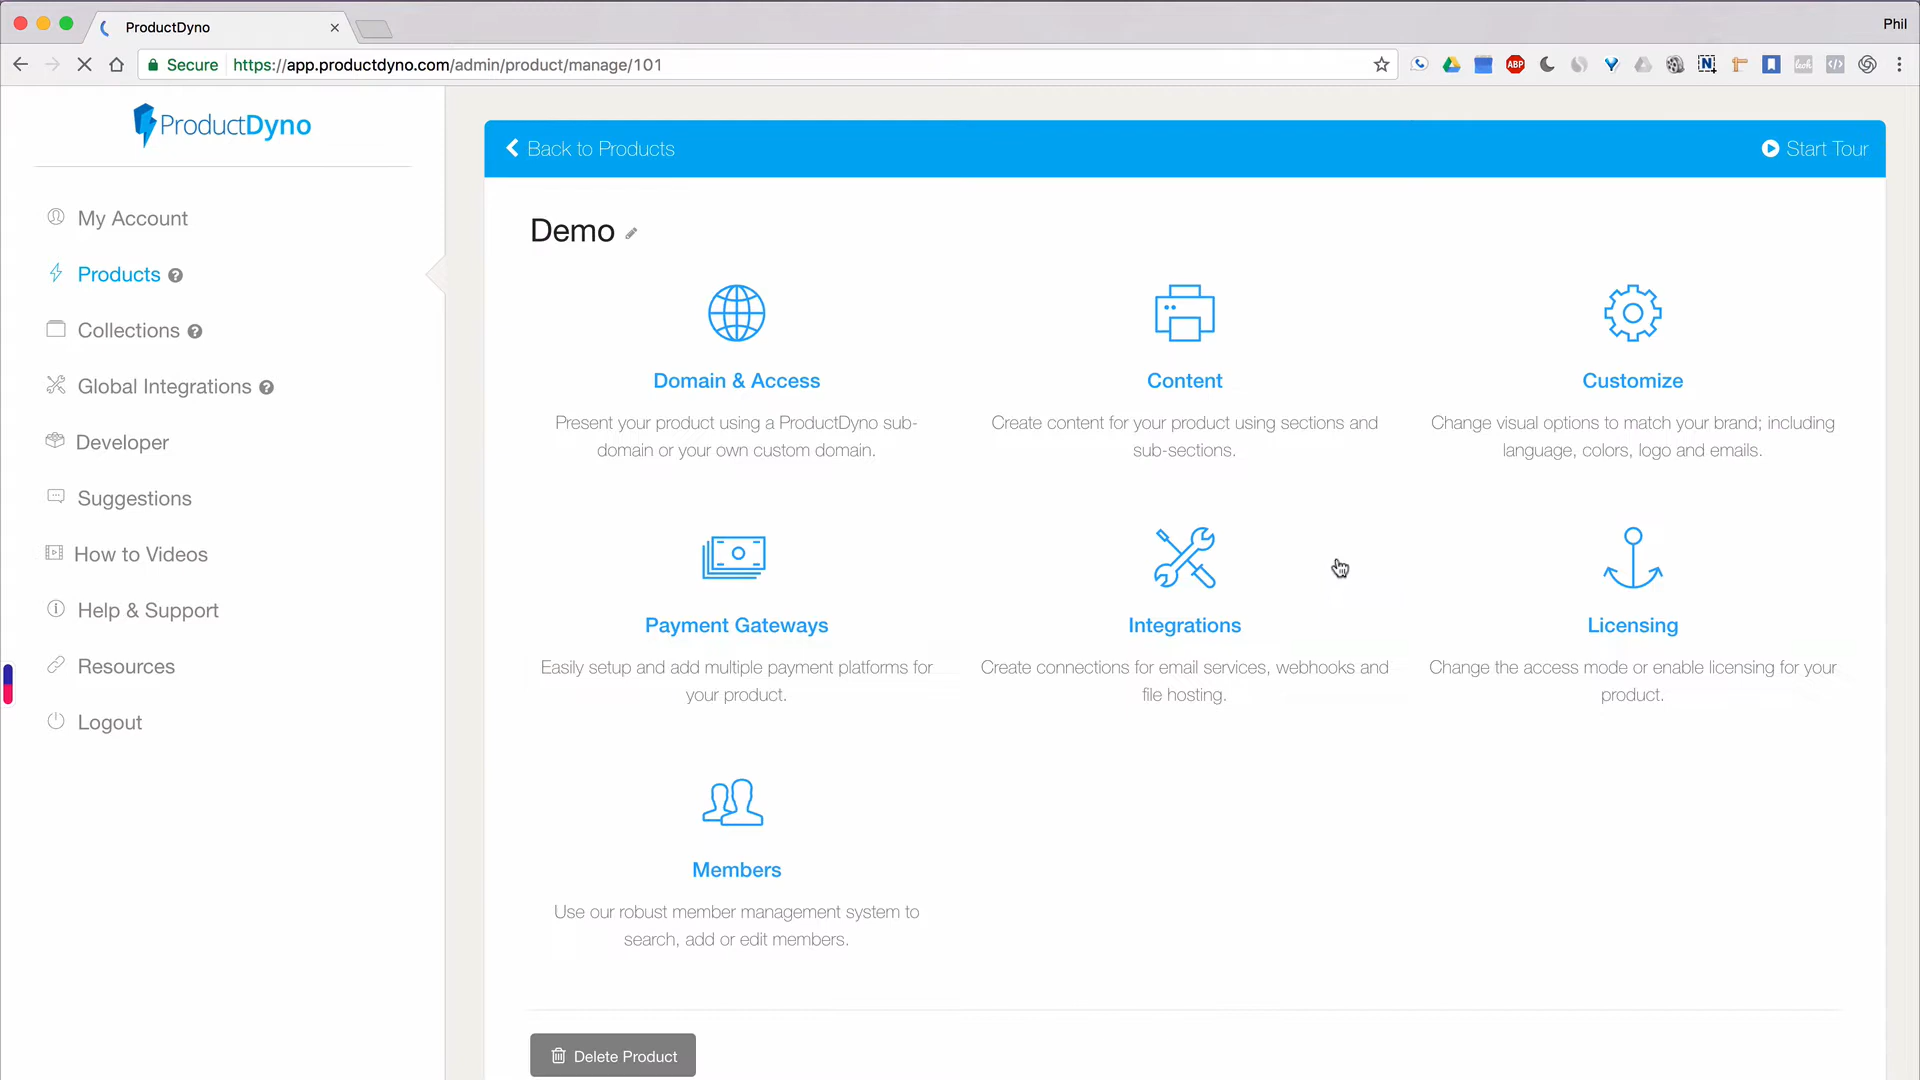 ProductDyno
Phil
Secure https://app.productdyno.com/admin/product/manage/101
ABP
ProductDyno
My Account
Products
Collections
Global Integrations
Developer
Suggestions
How to Videos
Help & Support
Resources
Logout
Back to Products
Start Tour
Demo
Domain & Access
Present your product using a ProductDyno sub-
domain or your own custom domain.
Content
Create content for your product using sections and
sub-sections.
Customize
Change visual options to match your brand; including
language, colors, logo and emails.
Payment Gateways
Easily setup and add multiple payment platforms for
your product.
Integrations
Create connections for email services, webhooks and
file hosting.
Licensing
Change the access mode or enable licensing for your
product.
Members
Use our robust member management system to
search, add or edit members.
Delete Product